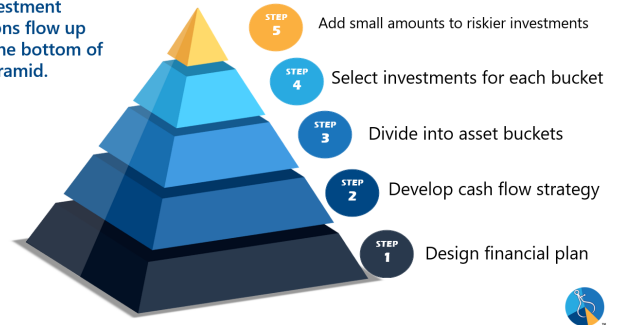 ons flow up
he bottom of
STEP
5
Add small amounts to riskier investments
STEP
4
Select investments for each bucket
STEP
3
Divide into asset buckets
STEP
2
Develop cash flow strategy
STEP
1
Design financial plan